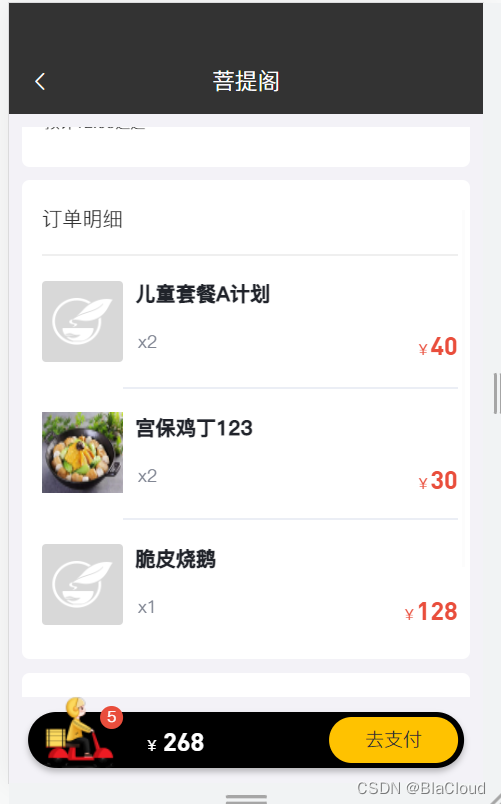 菩提阁
订单明细
儿童套餐A计划
x2
¥40
宫保鸡丁123
x2
¥30
脆皮烧鹅
x1
¥128
5
¥ 268
去支付
CSDN @BlaCloud